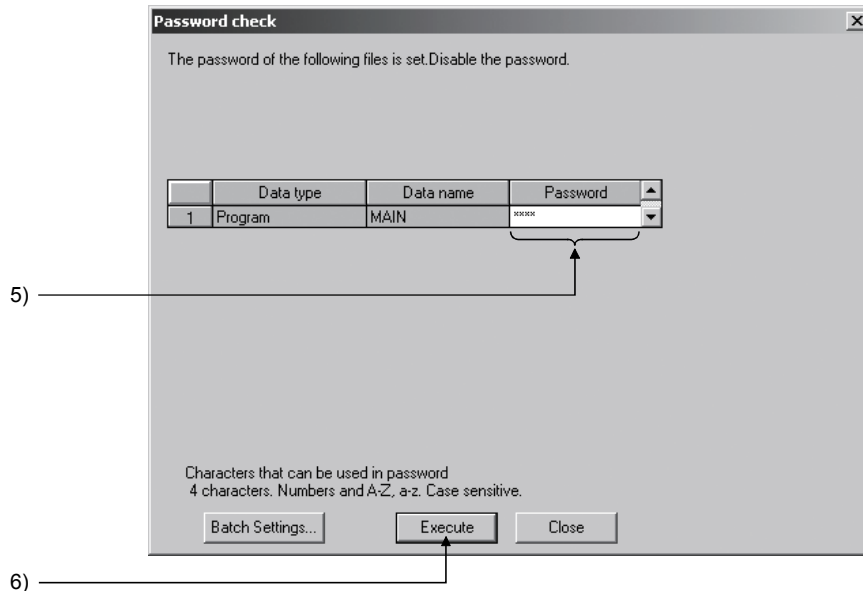 Password check
The password of the following files is set.Disable the password.
Data type Data name Password
1 Program MAIN ****
5)
Characters that can be used in password
4 characters. Numbers and A-Z, a-z. Case sensitive.
Batch Settings... Execute Close
6)